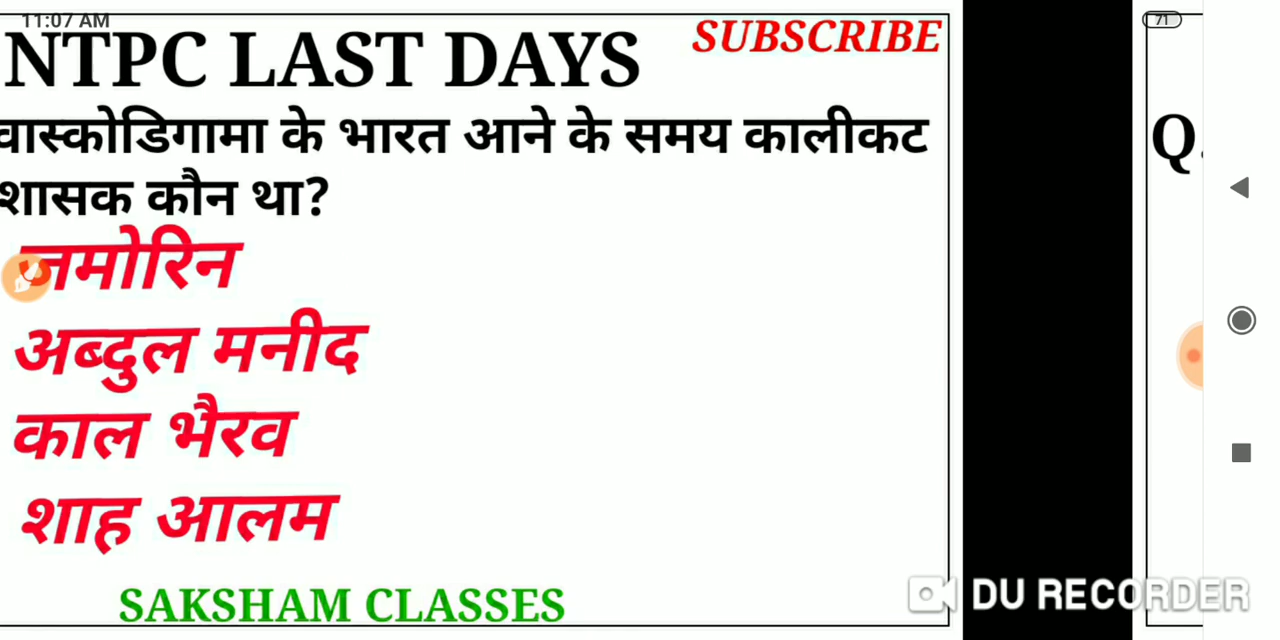 11:07 AM
71
NTPC LAST DAYS
SUBSCRIBE
वास्कोडिगामा के भारत आने के समय कालीकट
शासक कौन था?
जमोरिन
अब्दुल मनीद
काल भैरव
शाह आलम
SAKSHAM CLASSES
Q.
DU RECORDER